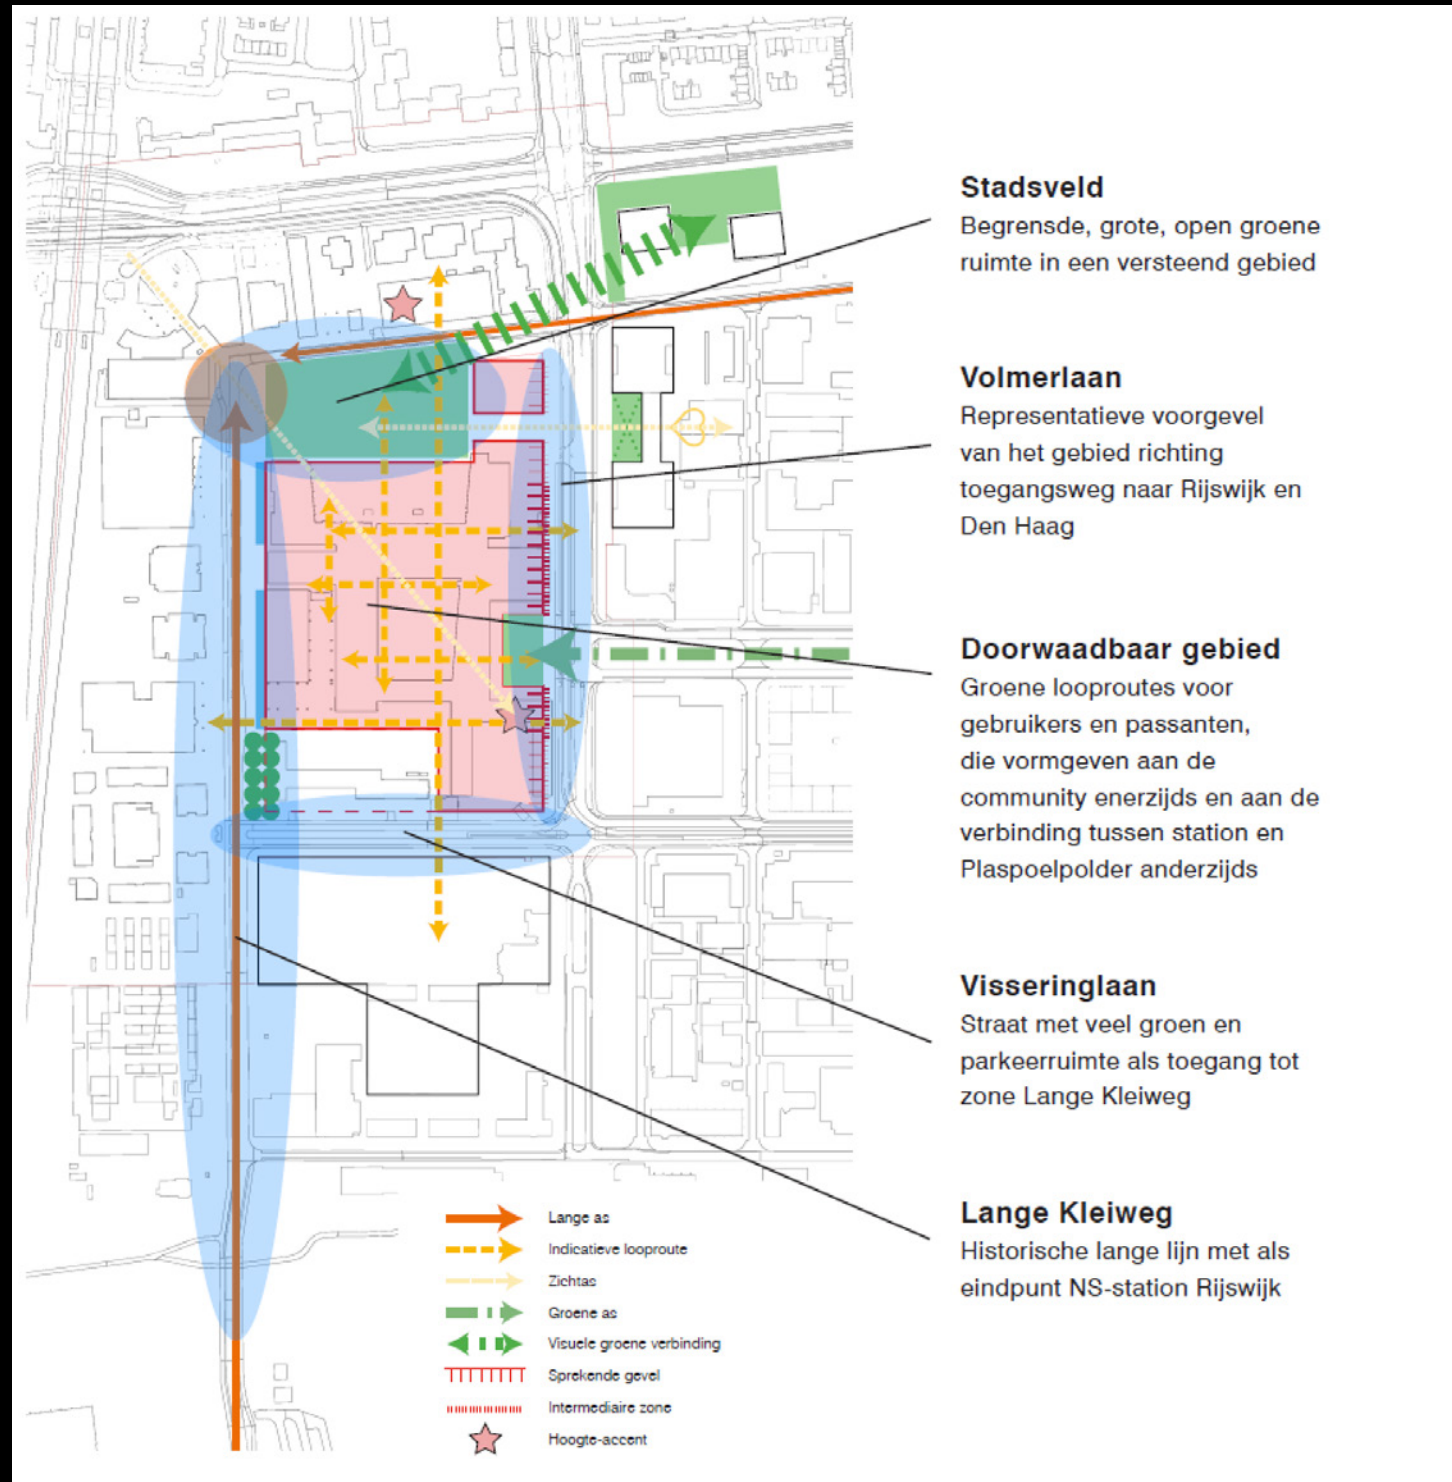 Stadsveld
Begrensde, grote, open groene
ruimte in een versteend gebied
Volmerlaan
Representatieve voorgevel
van het gebied richting
toegangsweg naar Rijswijk en
Den Haag
Doorwaadbaar gebied
Groene looproutes voor
gebruikers en passanten,
die vormgeven aan de
community enerzijds en aan de
verbinding tussen station en
Plaspoelpolder anderzijds
Visseringlaan
Straat met veel groen en
parkeerruimte als toegang tot
zone Lange Kleiweg
Lange Kleiweg
Historische lange lijn met als
eindpunt NS-station Rijswijk
Lange as
Indicatieve looproute
Zichtas
Groene as
Visuele groene verbinding
Sprekende gevel
Intermediaire zone
Hoogte-accent